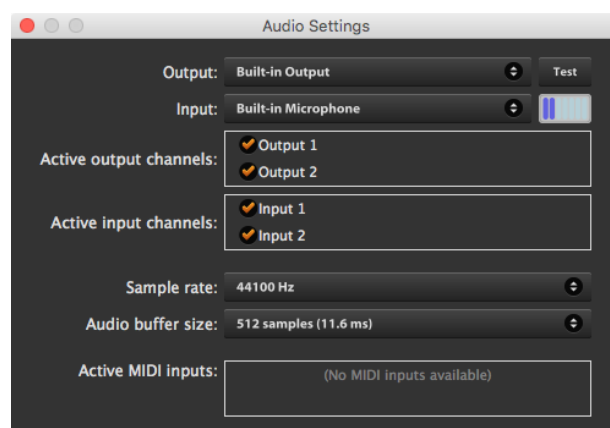 Audio Settings
Output: Built-in Output Test
Input: Built-in Microphone
Active output channels: Output 1
Output 2
Active input channels: Input 1
Input 2
Sample rate: 44100 Hz
Audio buffer size: 512 samples (11.6 ms)
Active MIDI inputs: (No MIDI inputs available)